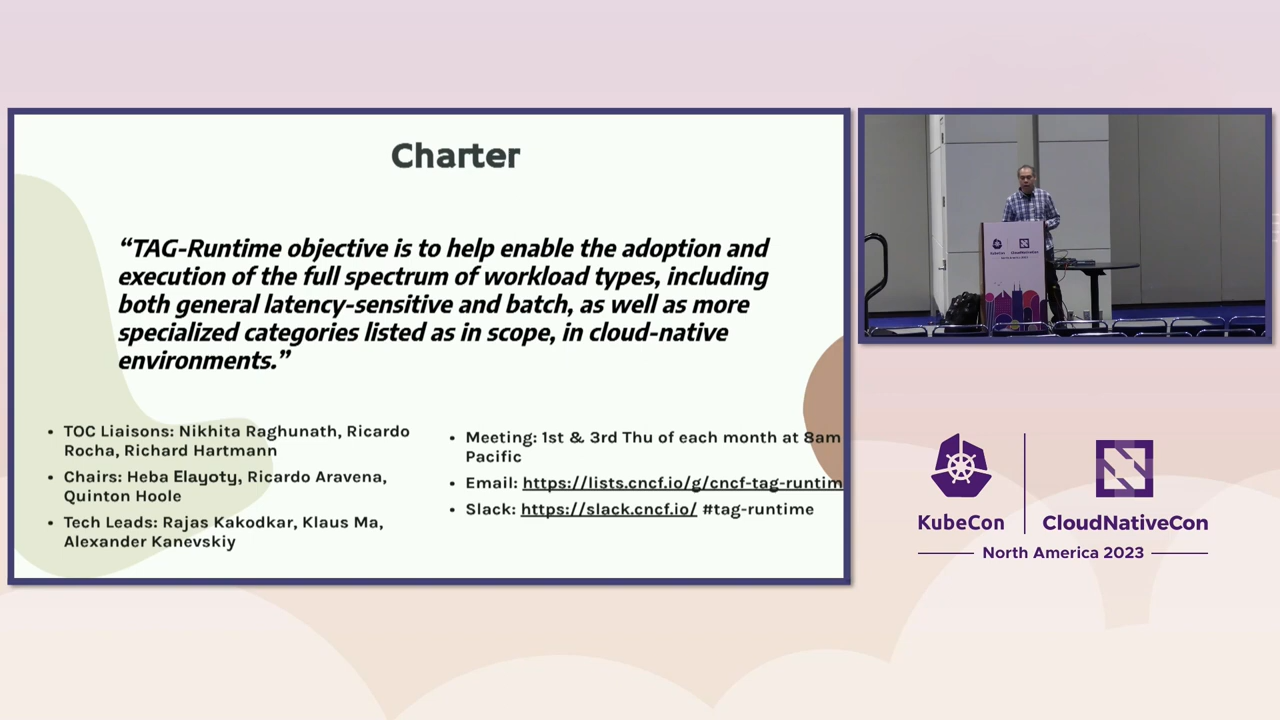 Charter
“TAG-Runtime objective is to help enable the adoption and
execution of the full spectrum of workload types, including
both general latency-sensitive and batch, as well as more
specialized categories listed as in scope, in cloud-native
environments.”
• TOC Liaisons: Nikhita Raghunath, Ricardo
Rocha, Richard Hartmann
• Chairs: Heba Elayoty, Ricardo Aravena,
Quinton Hoole
• Tech Leads: Rajas Kakodkar, Klaus Ma,
Alexander Kanevskiy
• Meeting: 1st & 3rd Thu of each month at 8am
Pacific
• Email: https://lists.cncf.io/g/cncf-tag-runtim
• Slack: https://slack.cncf.io/ #tag-runtime
KubeCon
CloudNativeCon
North America 2023